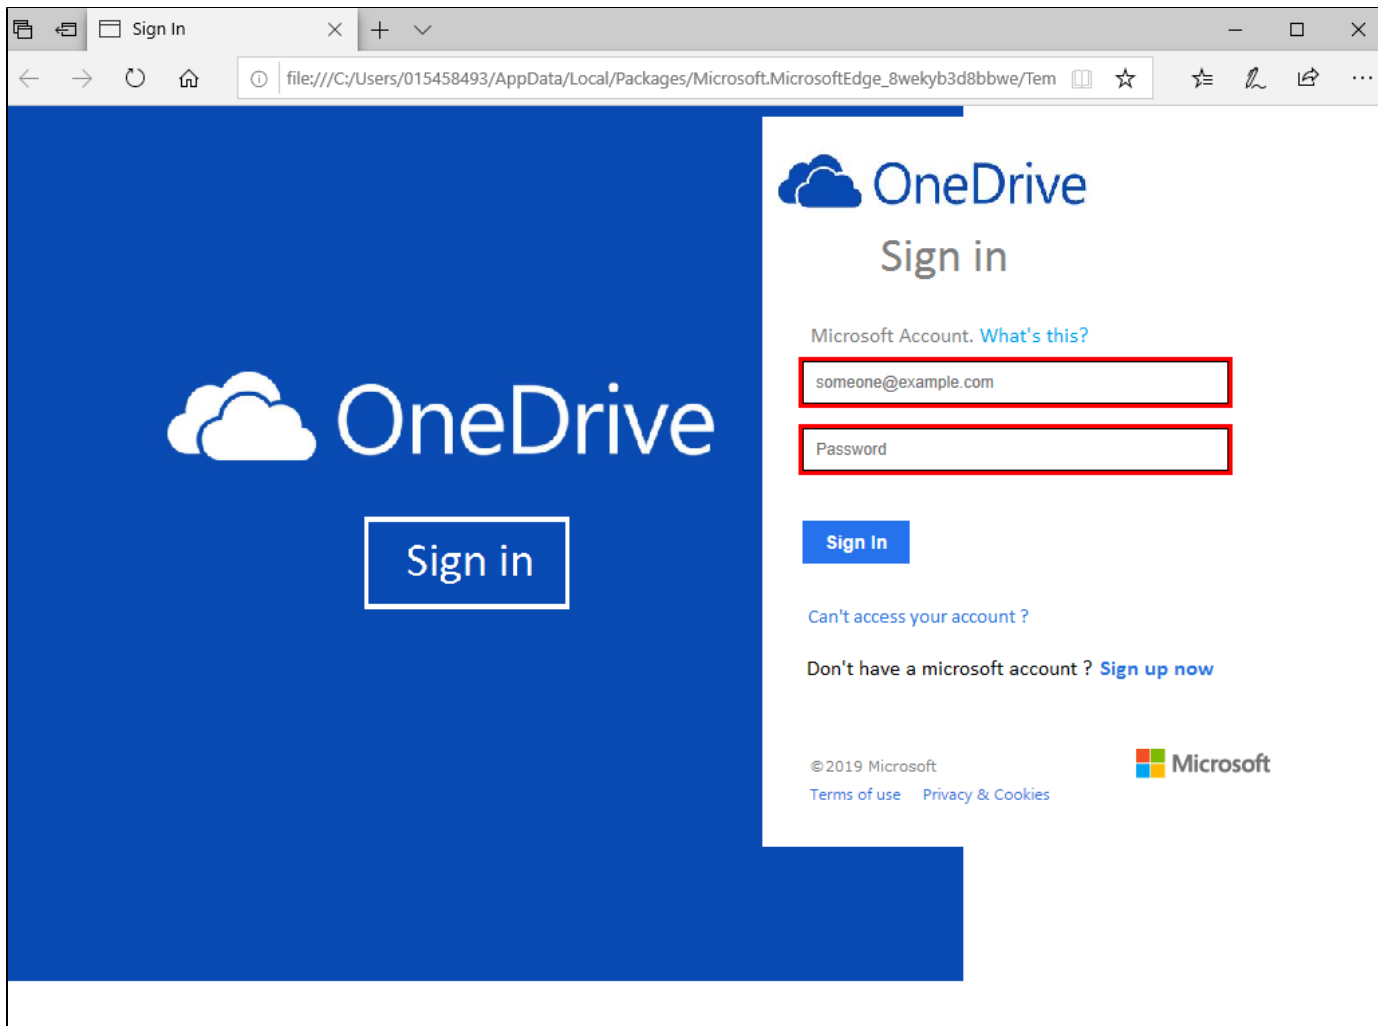 Sign In
file:///C:/Users/015458493/AppData/Local/Packages/Microsoft.MicrosoftEdge_8wekyb3d8bbwe/Tem
OneDrive
Sign in
OneDrive
Sign in
Microsoft Account. What's this?
someone@example.com
Password
Sign In
Can't access your account ?
Don't have a microsoft account ? Sign up now
©2019 Microsoft
Microsoft
Terms of use Privacy & Cookies